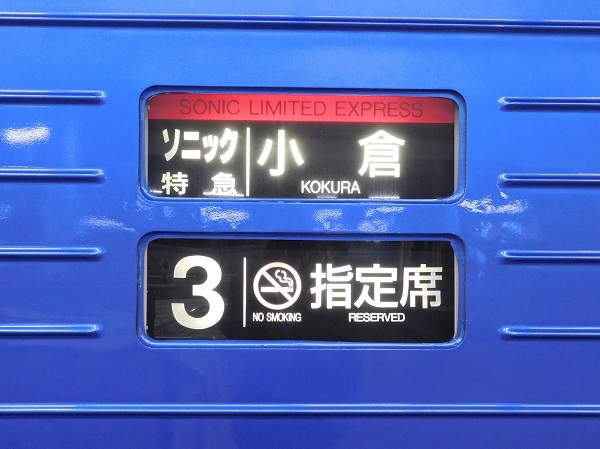 SONIC LIMITED EXPRESS
ソニック
特急
小倉
KOKURA
3
NO SMOKING
指定席
RESERVED